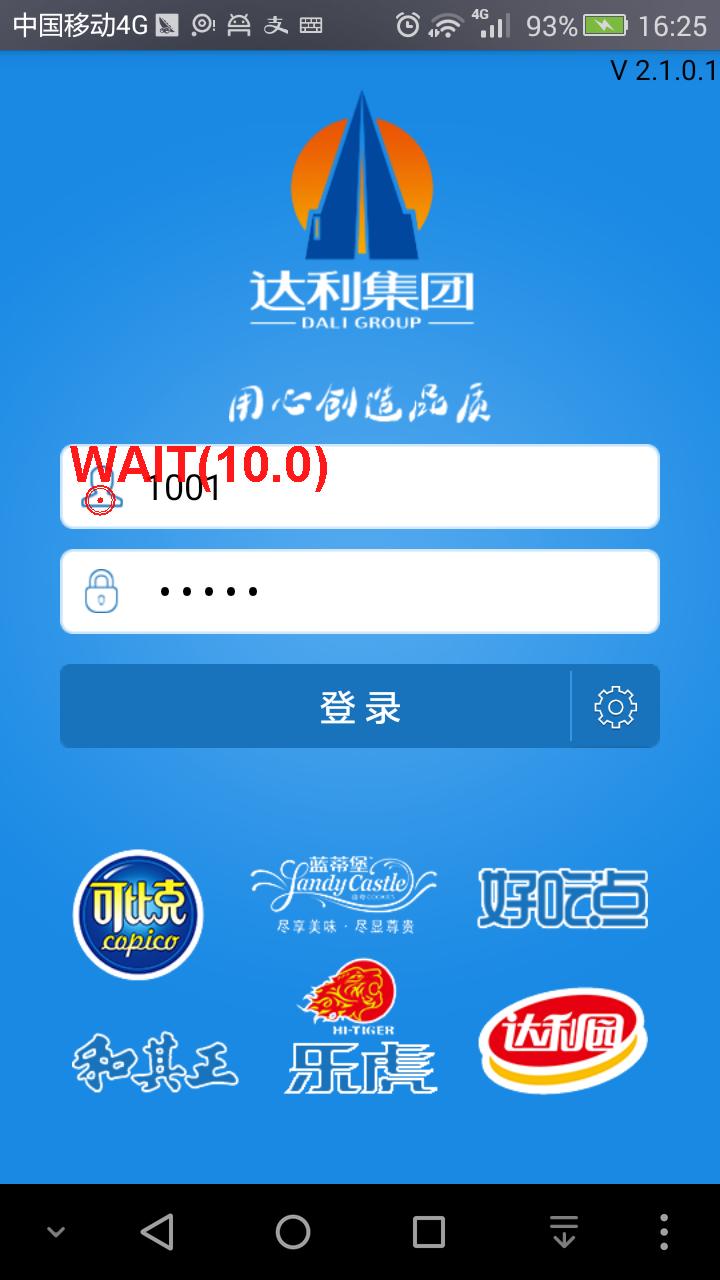 中国移动4G 4G 93% 16:25
V 2.1.0.1
达利集团
DALI GROUP
用心创造品质
WAIT(10.0)
1001
•••••
登录
可比克
copico
蓝蒂堡
LandyCastle
尽享美味·尽显尊贵
好吃点
和其正
HI-TIGER
乐虎
达利园